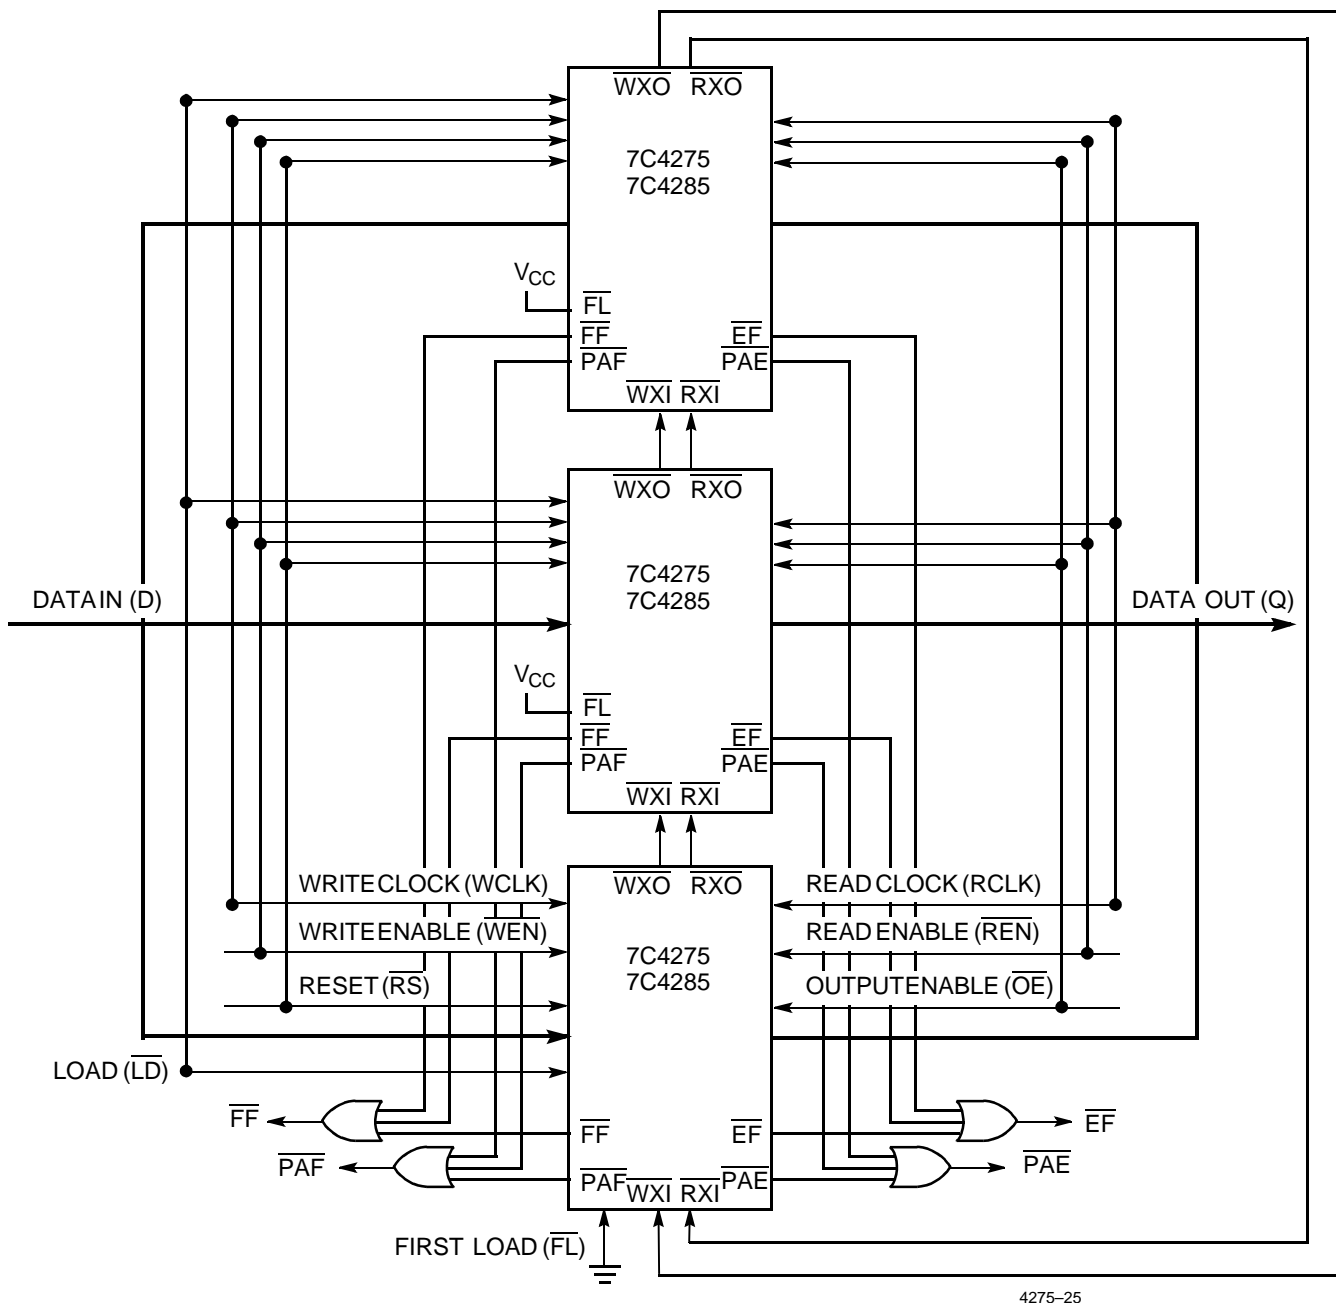 WXO RXO
7C4275
7C4285
VCC
FL
FF EF
PAF PAE
WXI RXI
WXO RXO
7C4275
7C4285
DATA IN (D)
DATA OUT (Q)
VCC
FL
FF EF
PAF PAE
WXI RXI
WXO RXO
WRITE CLOCK (WCLK)
READ CLOCK (RCLK)
WRITE ENABLE (WEN)
READ ENABLE (REN)
7C4275
7C4285
RESET (RS)
OUTPUT ENABLE (OE)
LOAD (LD)
FF
FF EF
EF
PAF
PAF WXI RXI PAE
PAE
FIRST LOAD (FL)
4275–25